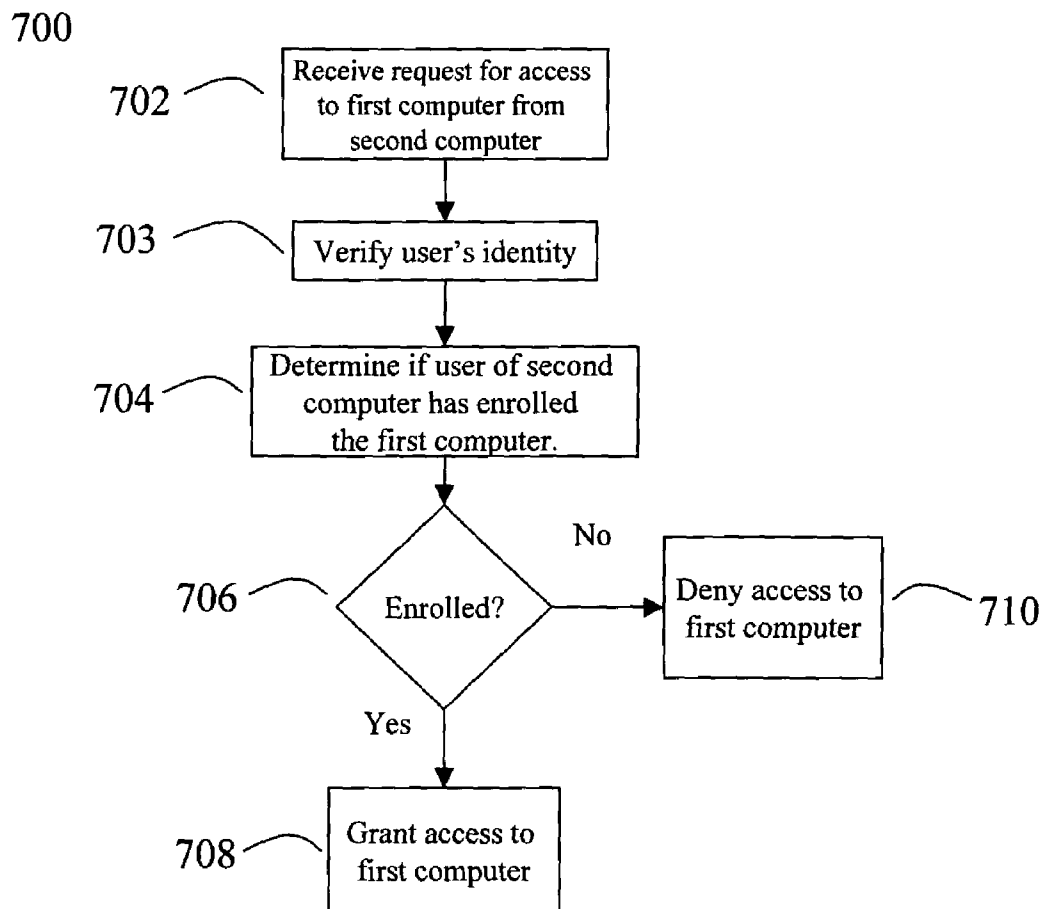 700
702
Receive request for access
to first computer from
second computer
703
Verify user’s identity
704
Determine if user of second
computer has enrolled
the first computer.
706
Enrolled?
No
Deny access to
first computer
710
Yes
708
Grant access to
first computer